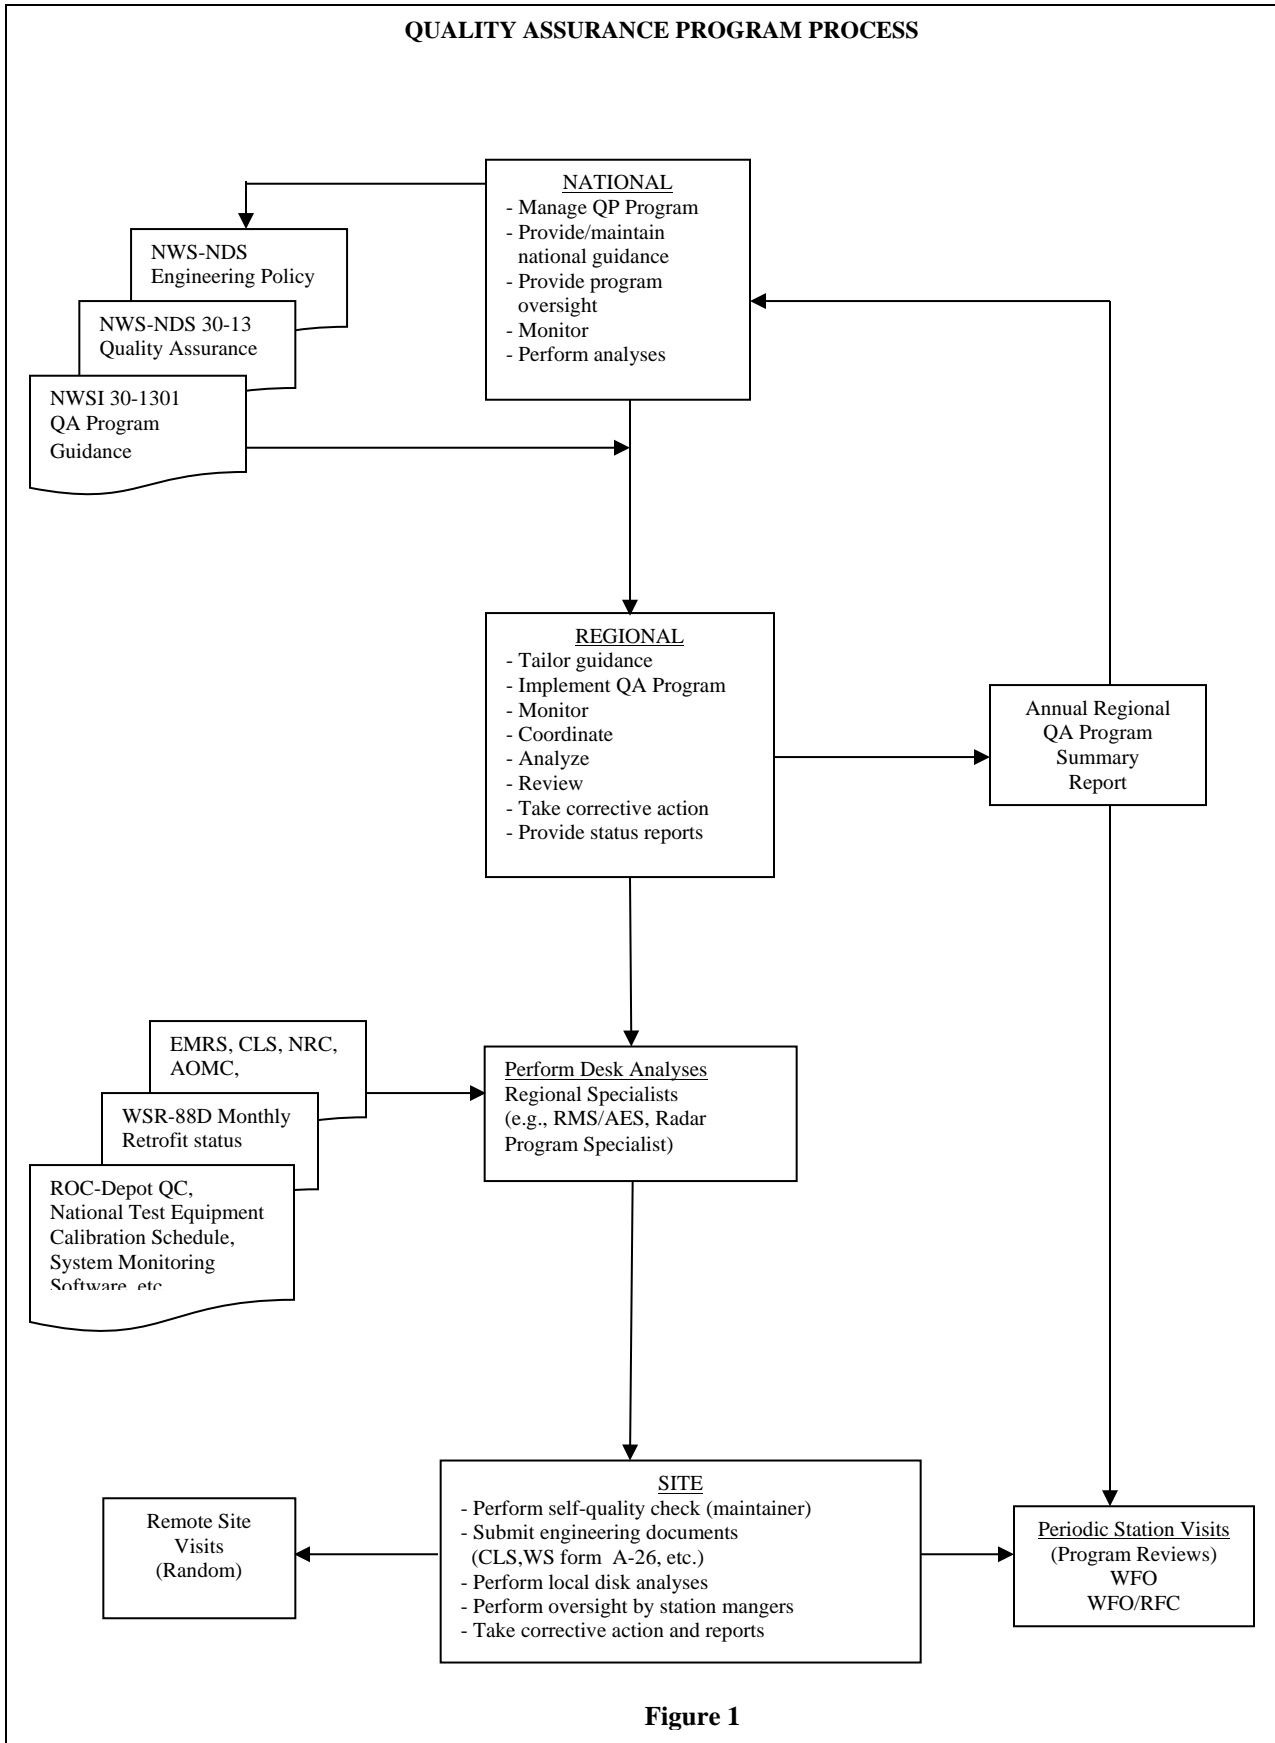 QUALITY ASSURANCE PROGRAM PROCESS
NATIONAL
- Manage QP Program
- Provide/maintain
national guidance
- Provide program
oversight
- Monitor
- Perform analyses
NWS-NDS
Engineering Policy
NWS-NDS 30-13
Quality Assurance
NWSI 30-1301
QA Program
Guidance
REGIONAL
- Tailor guidance
- Implement QA Program
- Monitor
- Coordinate
- Analyze
- Review
- Take corrective action
- Provide status reports
Annual Regional
QA Program
Summary
Report
EMRS, CLS, NRC,
AOMC,
WSR-88D Monthly
Retrofit status
ROC-Depot QC,
National Test Equipment
Calibration Schedule,
System Monitoring
Software, etc
Perform Desk Analyses
Regional Specialists
(e.g., RMS/AES, Radar
Program Specialist)
SITE
- Perform self-quality check (maintainer)
- Submit engineering documents
(CLS,WS form A-26, etc.)
- Perform local disk analyses
- Perform oversight by station mangers
- Take corrective action and reports
Remote Site
Visits
(Random)
Periodic Station Visits
(Program Reviews)
WFO
WFO/RFC
Figure 1